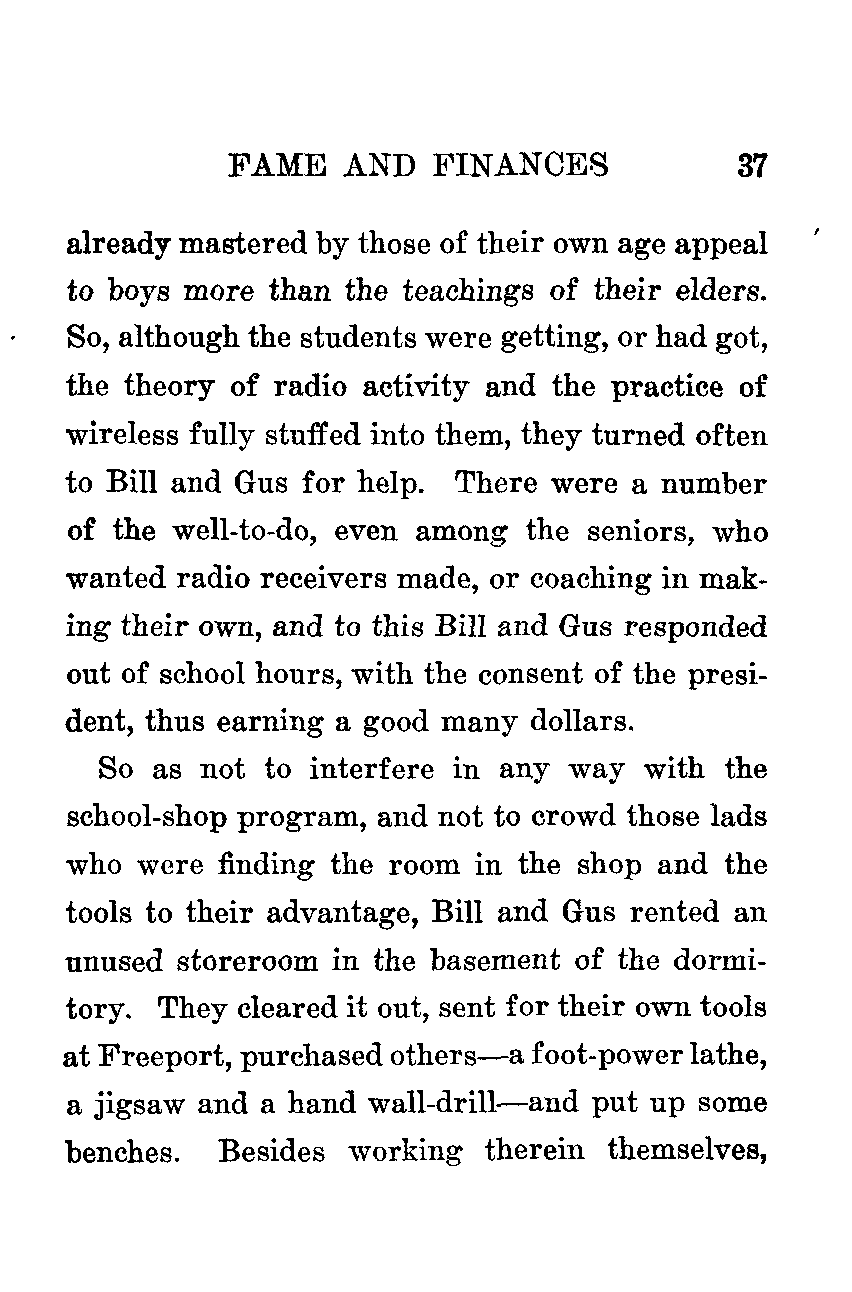 FAME AND FINANCES 37
already mastered by those of their own age appeal
to boys more than the teachings of their elders.
So, although the students were getting, or had got,
the theory of radio activity and the practice of
wireless fully stuffed into them, they turned often
to Bill and Gus for help. There were a number
of the well-to-do, even among the seniors, who
wanted radio receivers made, or coaching in mak-
ing their own, and to this Bill and Gus responded
out of school hours, with the consent of the presi-
dent, thus earning a good many dollars.
So as not to interfere in any way with the
school-shop program, and not to crowd those lads
who were finding the room in the shop and the
tools to their advantage, Bill and Gus rented an
unused storeroom in the basement of the dormi-
tory. They cleared it out, sent for their own tools
at Freeport, purchased others—a foot-power lathe,
a jigsaw and a hand wall-drill—and put up some
benches. Besides working therein themselves,